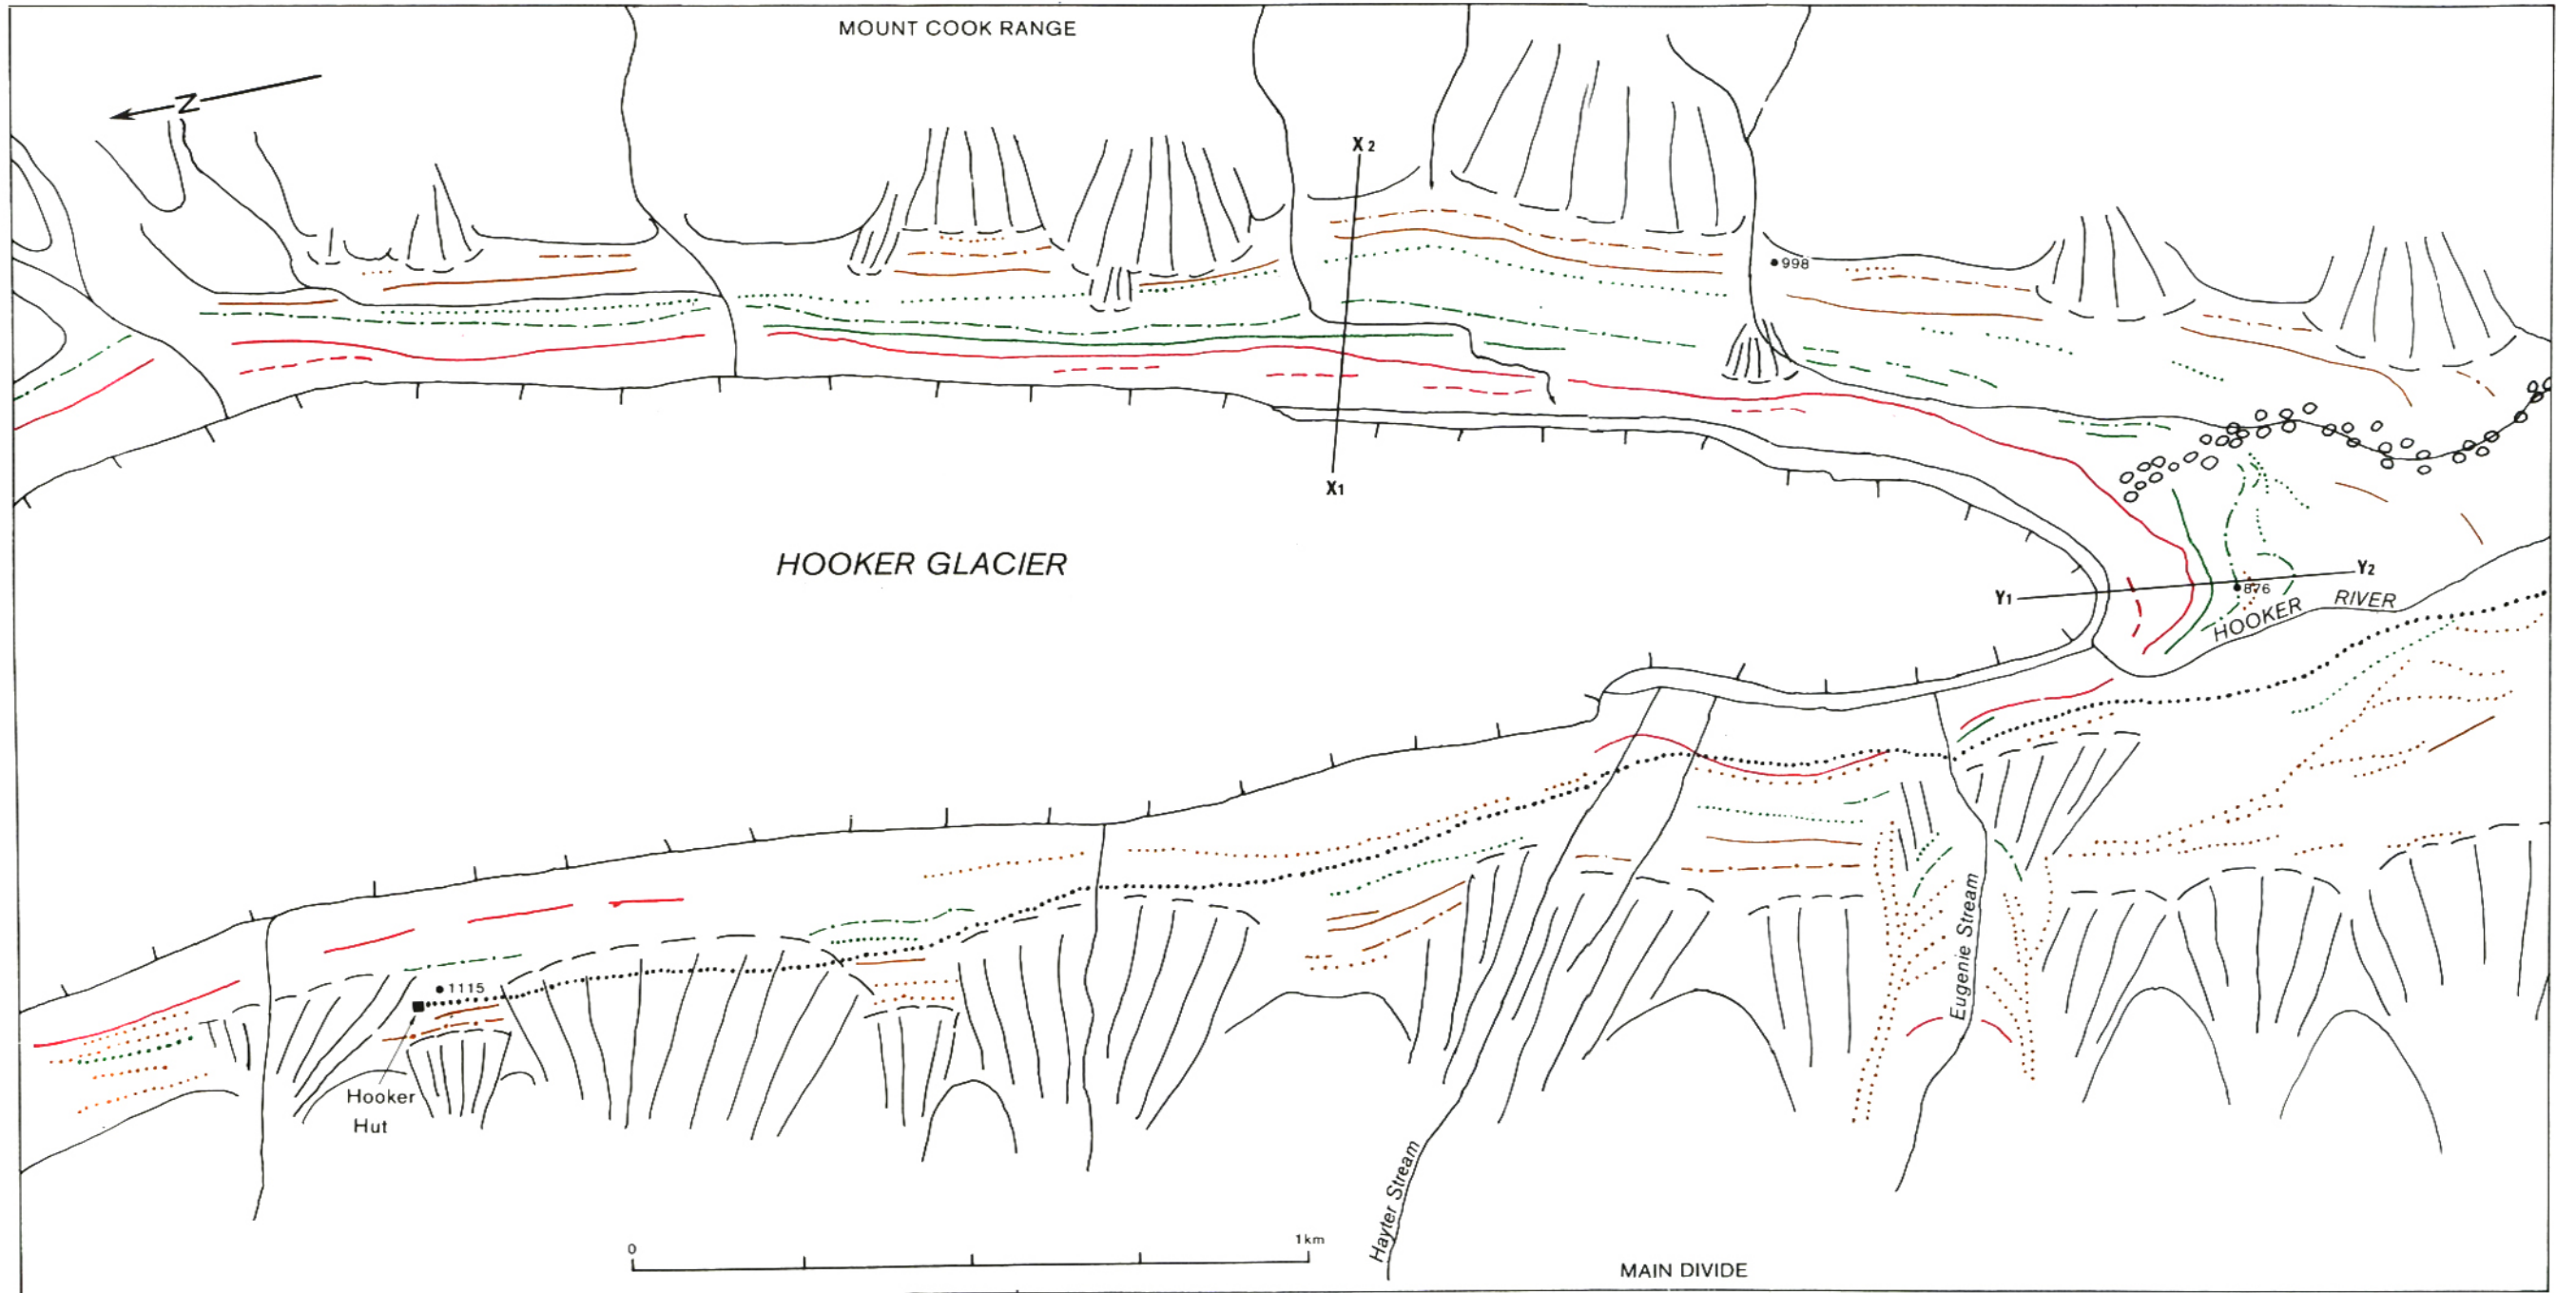 MOUNT COOK RANGE
N
X2
998
X1
HOOKER GLACIER
Y1
Y2
876
HOOKER RIVER
1115
Hooker
Hut
Eugenie Stream
Hayter Stream
0
1km
MAIN DIVIDE